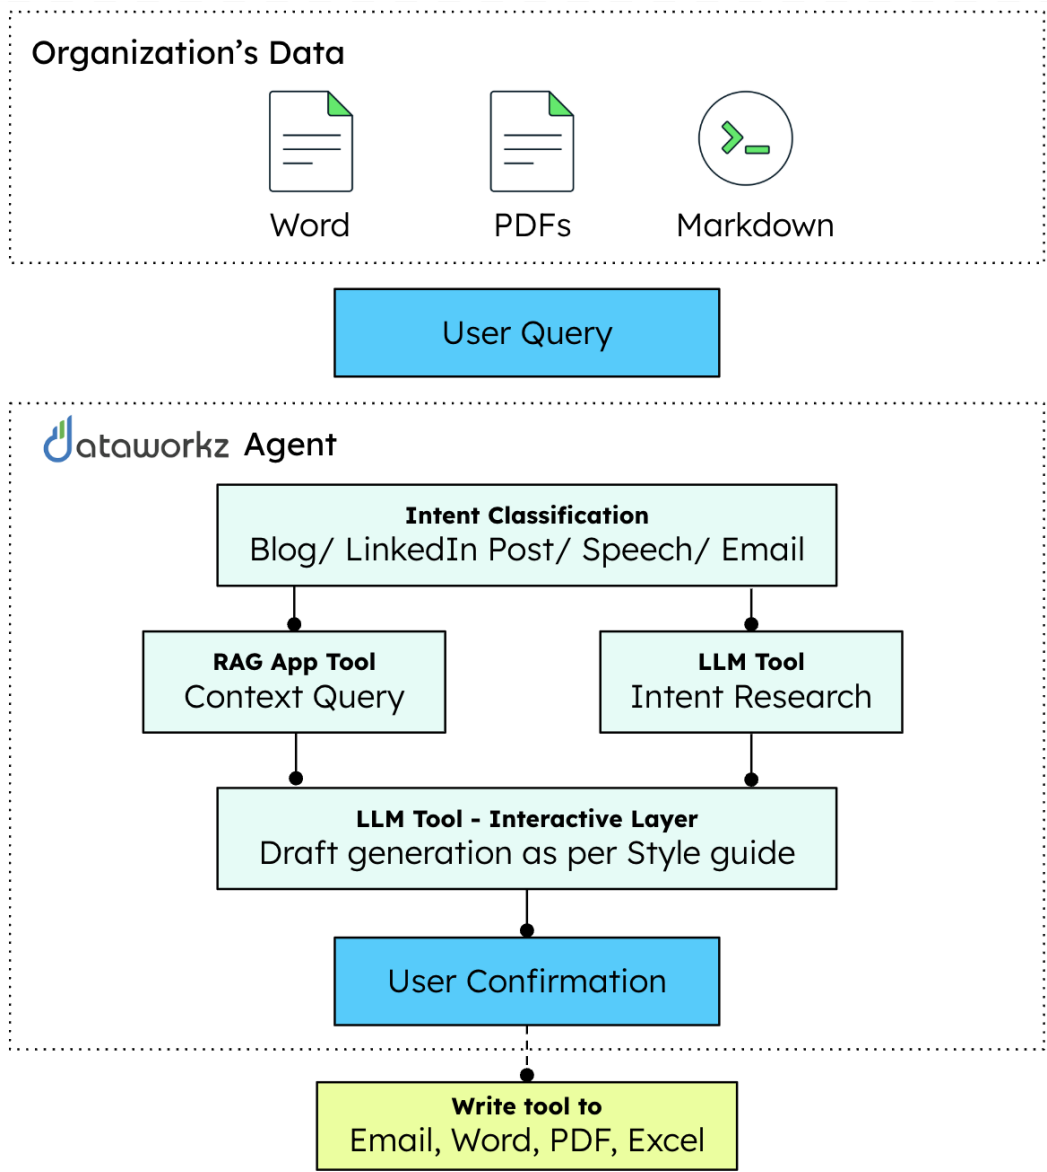 Organization’s Data
Word
PDFs
Markdown
User Query
dataworkz Agent
Intent Classification
Blog/ LinkedIn Post/ Speech/ Email
RAG App Tool
Context Query
LLM Tool
Intent Research
LLM Tool - Interactive Layer
Draft generation as per Style guide
User Confirmation
Write tool to
Email, Word, PDF, Excel